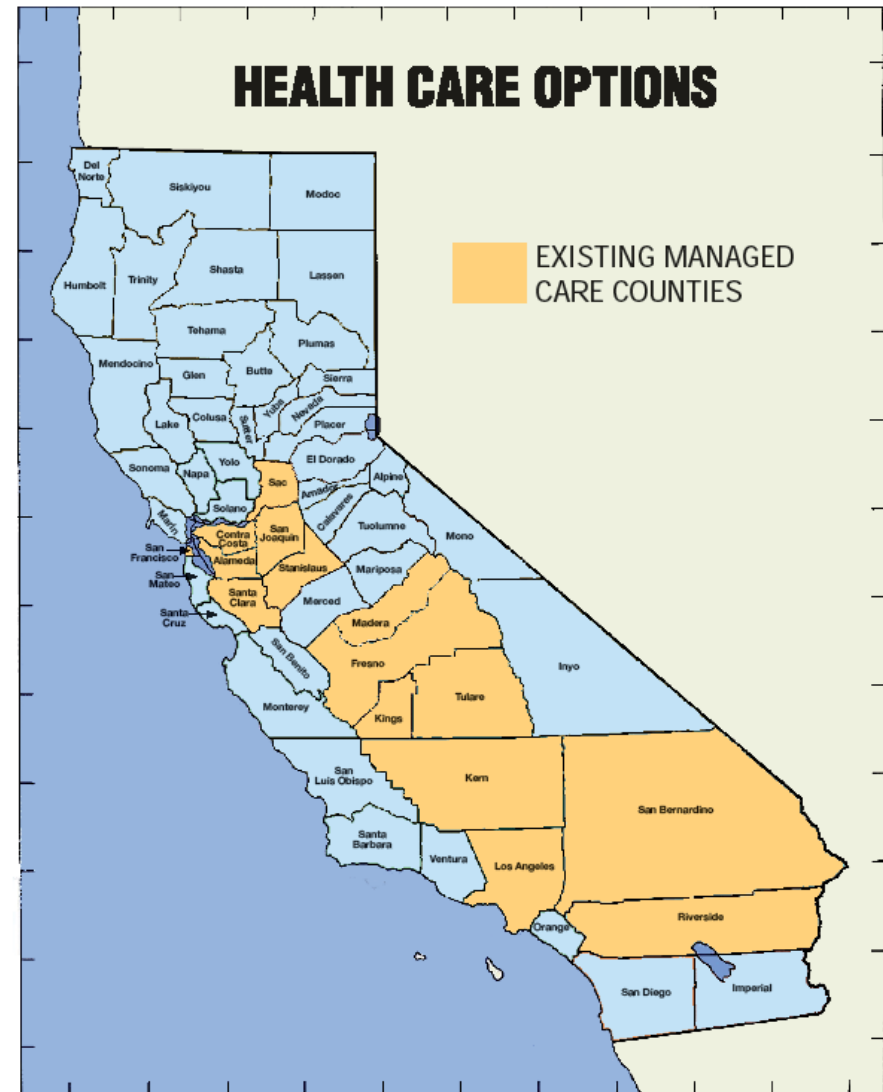 HEALTH CARE OPTIONS
EXISTING MANAGED
CARE COUNTIES
Del
Norte
Siskiyou
Modoc
Humbolt
Trinity
Shasta
Lassen
Tehama
Plumas
Mendocino
Glen
Butte
Sierra
Lake
Colusa
Sutter
Yuba
Nevada
Placer
Sonoma
Napa
Yolo
El Dorado
Sac
Alpine
Amador
Solano
Marin
Calavares
Contra
Costa
San
Joaquin
Tuolumne
Mono
San
Francisco
Alameda
Stanislaus
Mariposa
San
Mateo
Santa
Clara
Merced
Santa
Cruz
Madera
San Benito
Fresno
Inyo
Monterey
Kings
Tulare
San
Luis Obispo
Kern
San Bernardino
Santa
Barbara
Ventura
Los Angeles
Orange
Riverside
San Diego
Imperial